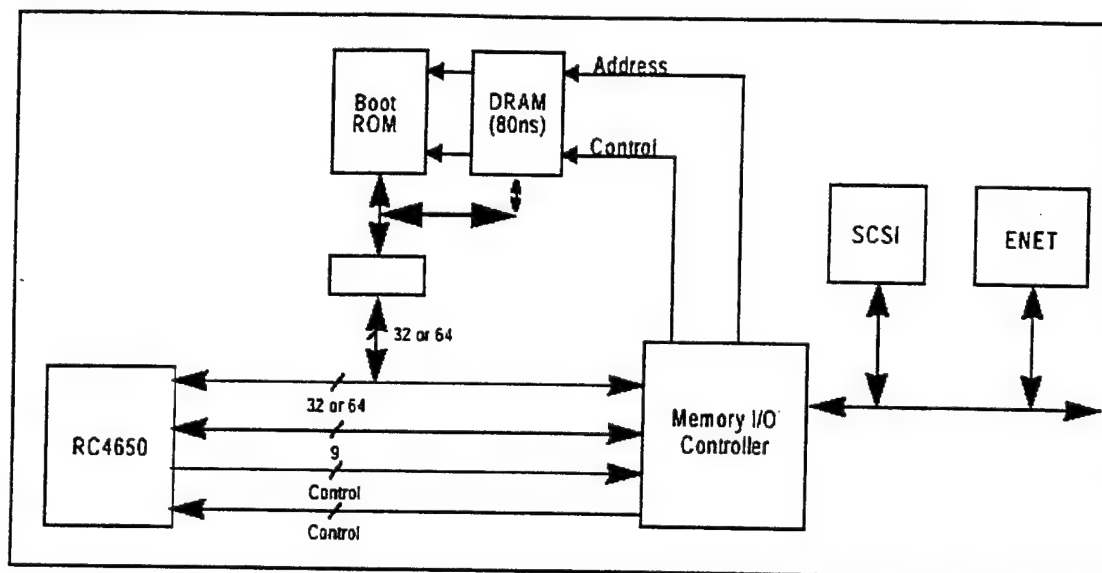 Boot
ROM
DRAM
(80ns)
Address
Control
SCSI
ENET
32 or 64
RC4650
32 or 64
9
Control
Control
Memory I/O
Controller